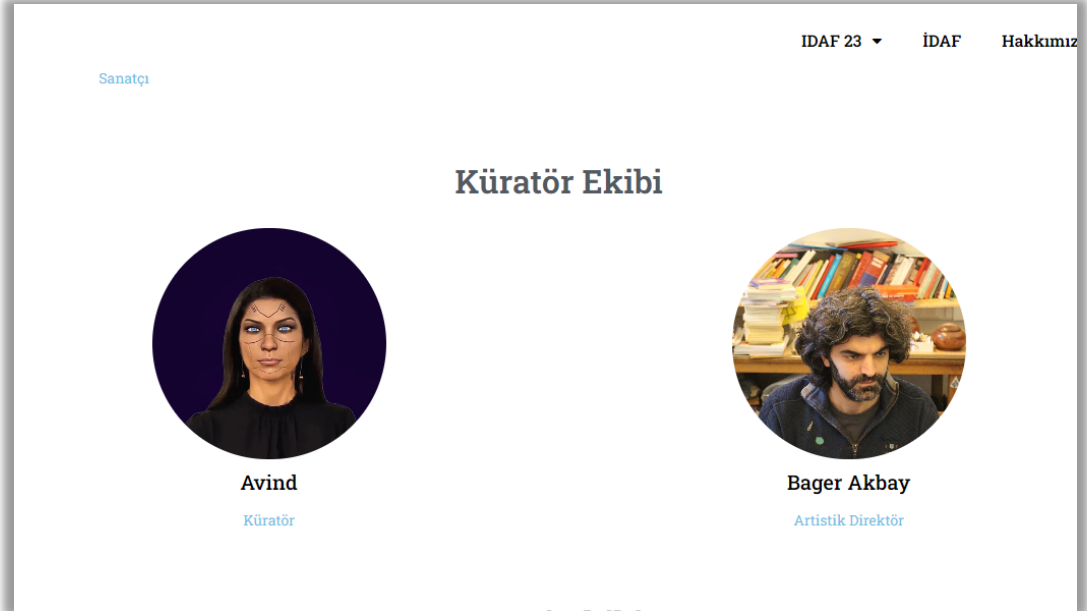 IDAF 23 İDAF Hakkımız
Sanatçı
Küratör Ekibi
Avind Bager Akbay
Küratör Artistik Direktör